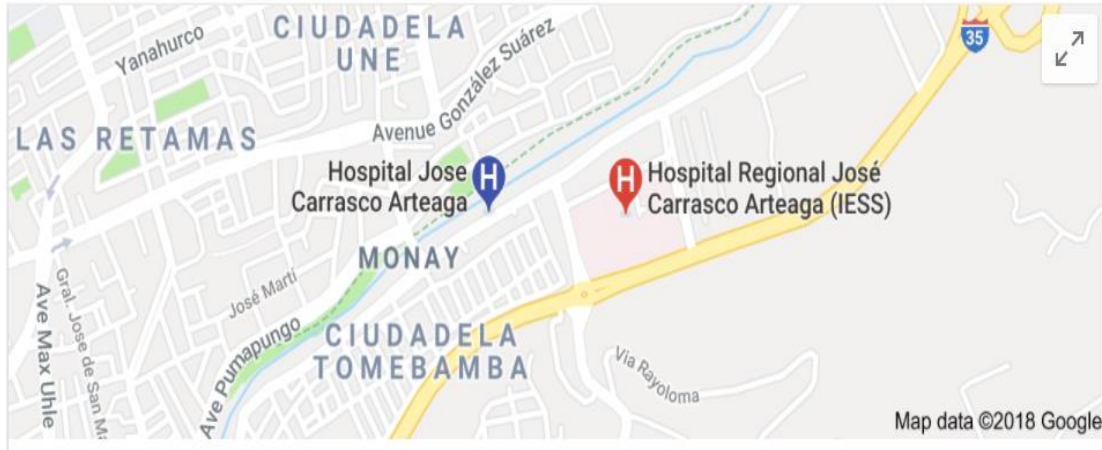 CIUDADELA
UNE
Yanahurco
35
LAS RETAMAS
Avenue González Suárez
Hospital Jose
Carrasco Arteaga
H
H
Hospital Regional José
Carrasco Arteaga (IESS)
MONAY
José Martí
Gral. Jose de San Ma
Ave Max Uhle
Ave Pumapungo
CIUDADELA
TOMEBAMBA
Via Rayoloma
Map data ©2018 Google